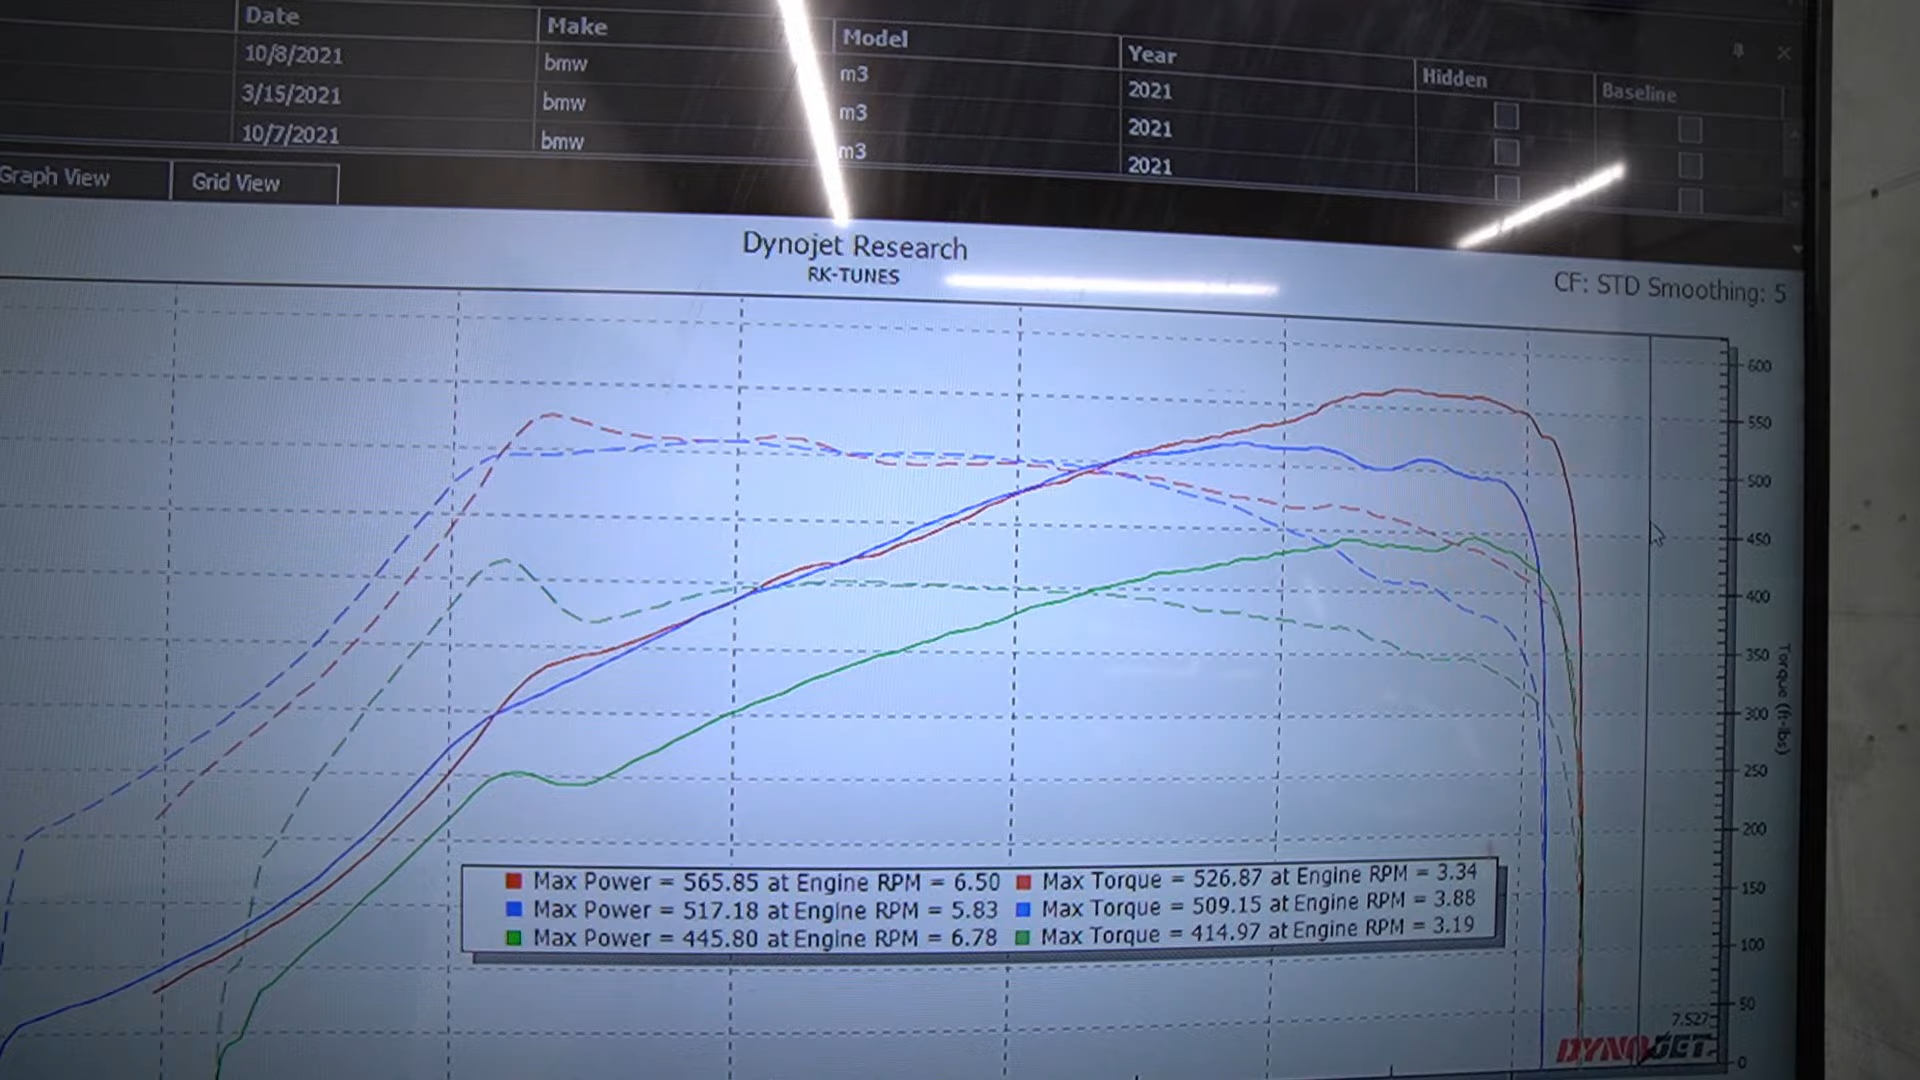 Date Make Model Year Hidden Baseline
10/8/2021 bmw m3 2021
3/15/2021 bmw m3 2021
10/7/2021 bmw m3 2021
Graph View Grid View
Dynojet Research
RK-TUNES
CF: STD Smoothing: 5
600
550
500
450
400
350
300
250
200
150
100
50
0
Torque (ft-lbs)
Max Power = 565.85 at Engine RPM = 6.50 Max Torque = 526.87 at Engine RPM = 3.34
Max Power = 517.18 at Engine RPM = 5.83 Max Torque = 509.15 at Engine RPM = 3.88
Max Power = 445.80 at Engine RPM = 6.78 Max Torque = 414.97 at Engine RPM = 3.19
7.527
DYNOJET